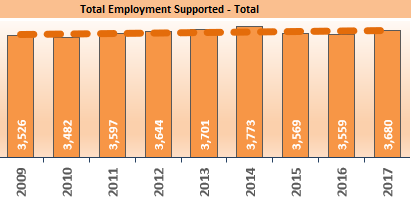 Total Employment Supported - Total
3,526 3,482 3,597 3,644 3,701 3,773 3,569 3,559 3,680
2009 2010 2011 2012 2013 2014 2015 2016 2017